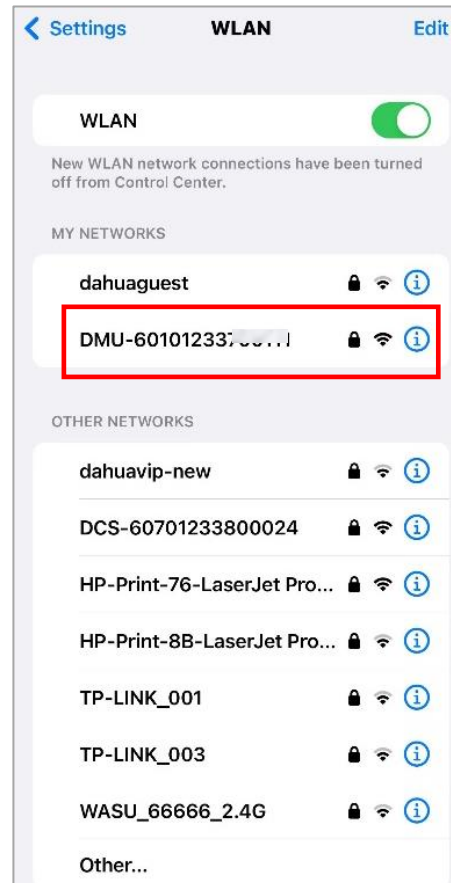 Settings WLAN Edit
WLAN
New WLAN network connections have been turned
off from Control Center.
MY NETWORKS
dahuaguest
OTHER NETWORKS
dahuavip-new
DCS-60701233800024
HP-Print-76-LaserJet Pro...
HP-Print-8B-LaserJet Pro...
TP-LINK_001
TP-LINK_003
WASU_66666_2.4G
Other...